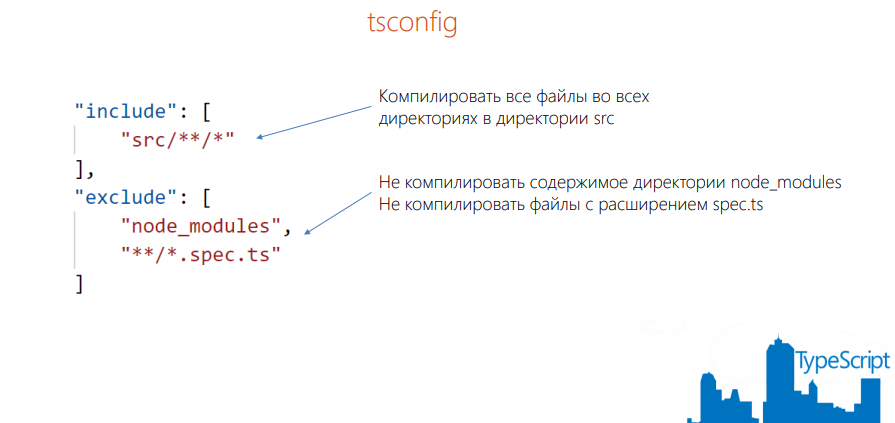 tsconfig
"include": [
"src/**/*"
],
"exclude": [
"node_modules",
"**/*.spec.ts"
]
Компилировать все файлы во всех
директориях в директории src
Не компилировать содержимое директории node_modules
Не компилировать файлы с расширением spec.ts
TypeScript